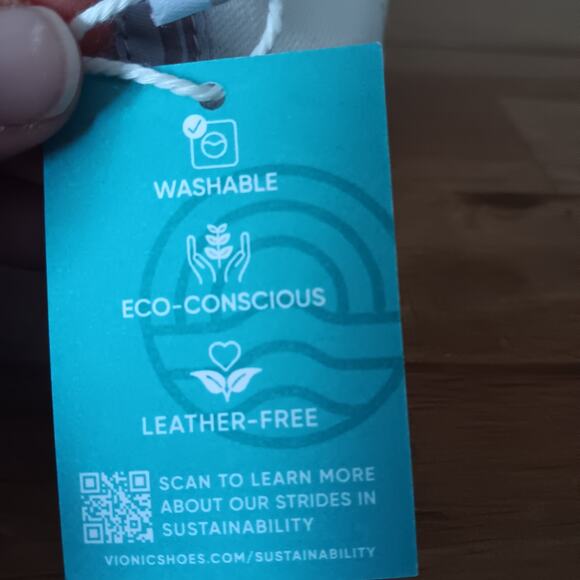 WASHABLE
ECO-CONSCIOUS
LEATHER-FREE
SCAN TO LEARN MORE
ABOUT OUR STRIDES IN
SUSTAINABILITY
VIONICSHOES.COM/SUSTAINABILITY